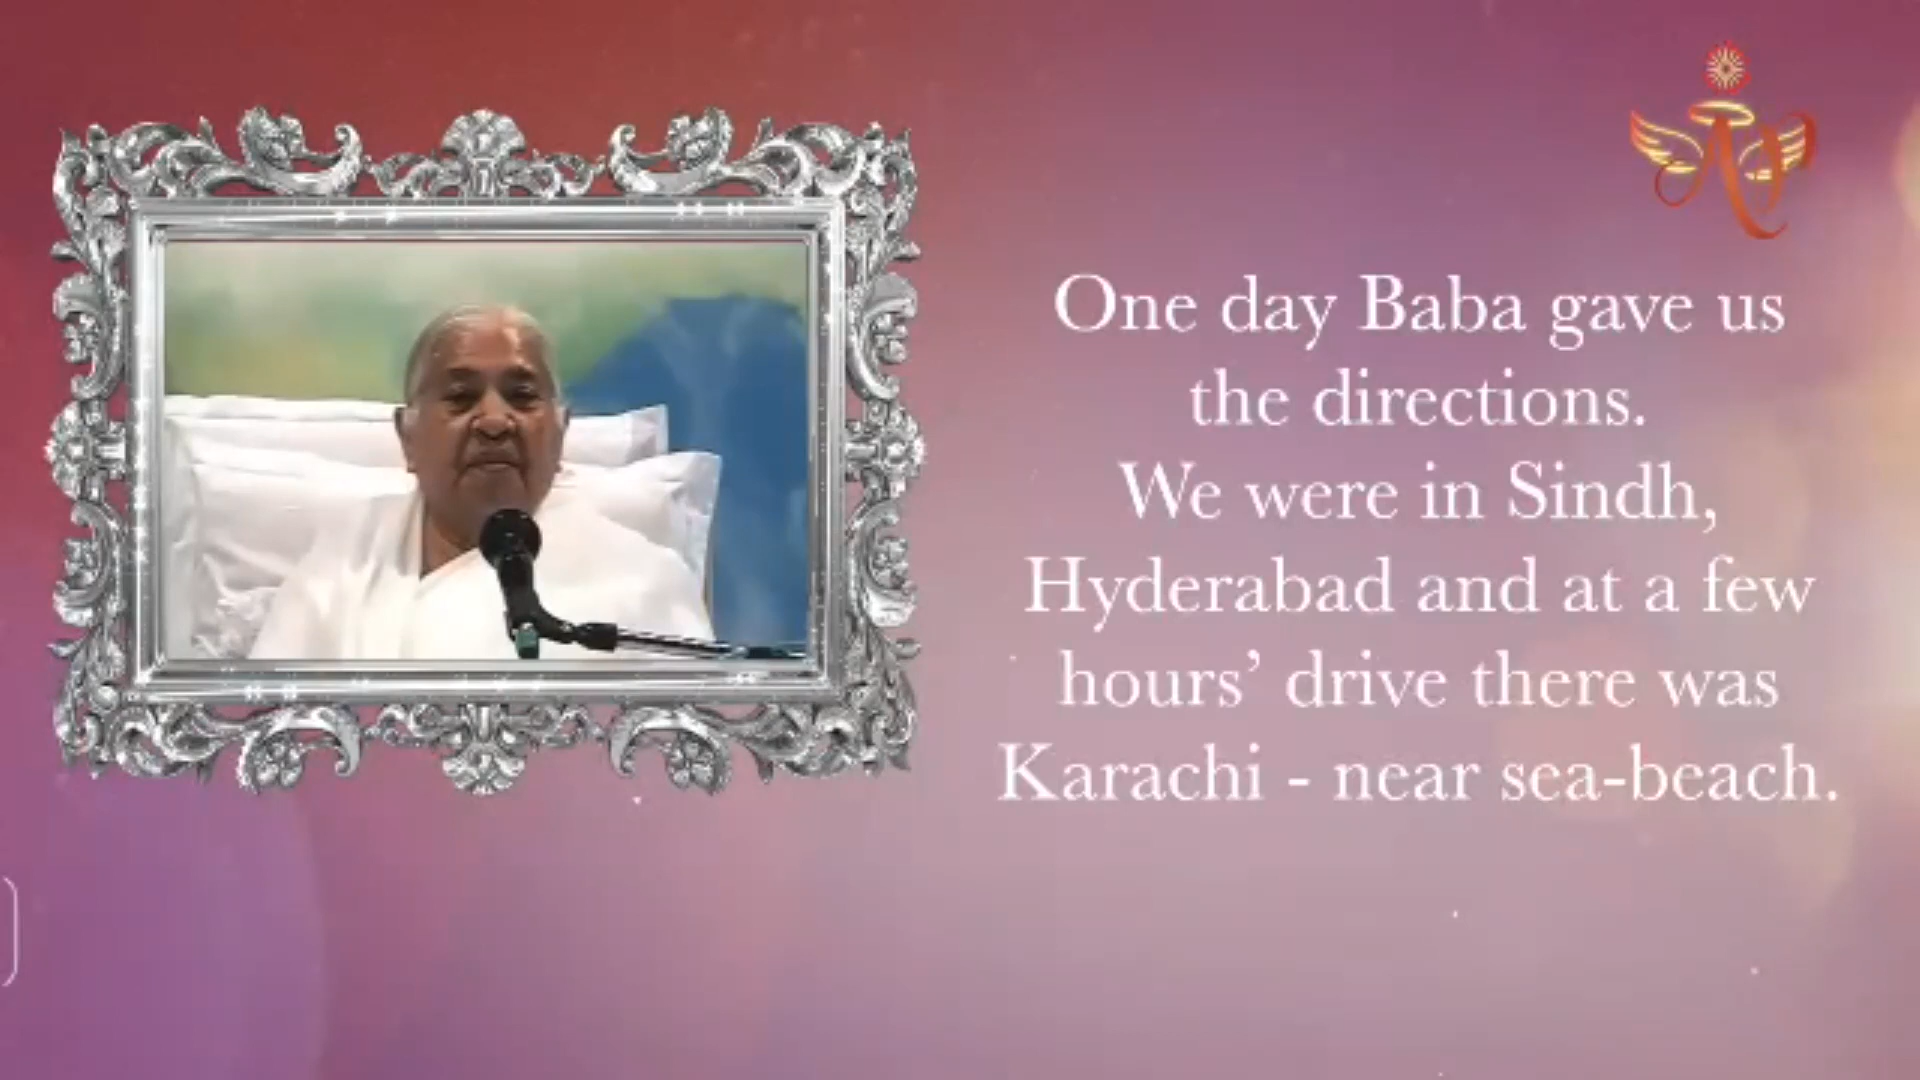 One day Baba gave us
the directions.
We were in Sindh,
Hyderabad and at a few
hours’ drive there was
Karachi - near sea-beach.